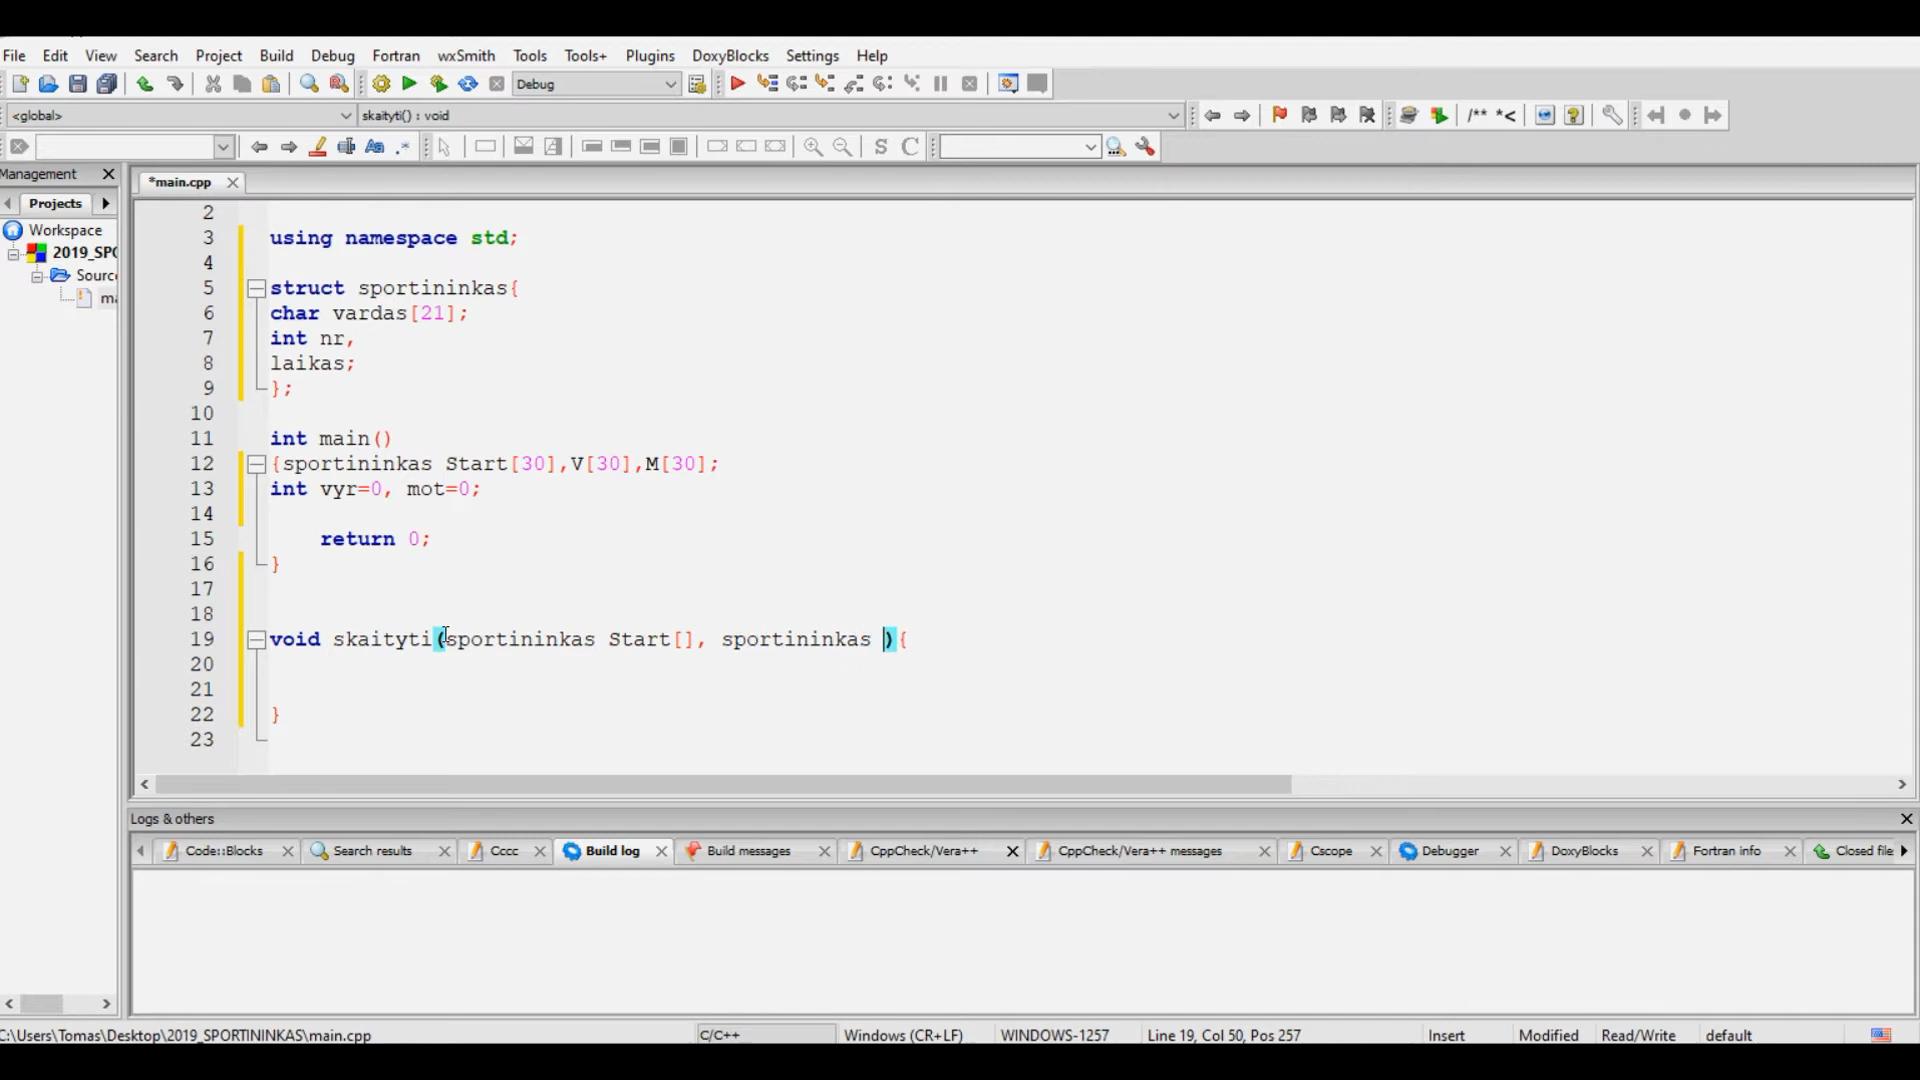 File Edit View Search Project Build Debug Fortran wxSmith Tools Tools+ Plugins DoxyBlocks Settings Help
Debug
<global> skaityti() : void /** *<
Aa .* S C
Management
*main.cpp
Projects
Workspace
2019_SPO
Sourc
ma
2
3 using namespace std;
4
5 struct sportininkas{
6 char vardas[21];
7 int nr,
8 laikas;
9 };
10
11 int main()
12 {sportininkas Start[30],V[30],M[30];
13 int vyr=0, mot=0;
14
15 return 0;
16 }
17
18
19 void skaityti(sportininkas Start[], sportininkas ){
20
21
22 }
23
Logs & others
Code::Blocks Search results Cccc Build log Build messages CppCheck/Vera++ CppCheck/Vera++ messages Cscope Debugger DoxyBlocks Fortran info Closed file
C:\Users\Tomas\Desktop\2019_SPORTININKAS\main.cpp C/C++ Windows (CR+LF) WINDOWS-1257 Line 19, Col 50, Pos 257 Insert Modified Read/Write default